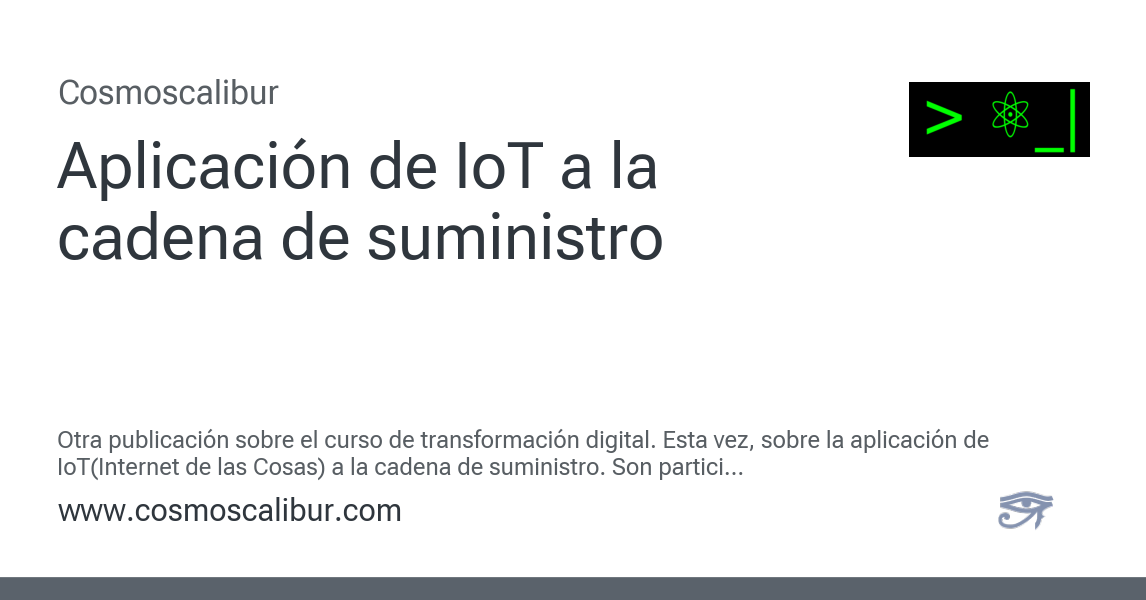 Cosmoscalibur
Aplicación de IoT a la
cadena de suministro
> _|
Otra publicación sobre el curso de transformación digital. Esta vez, sobre la aplicación de
IoT(Internet de las Cosas) a la cadena de suministro. Son partici...
www.cosmoscalibur.com